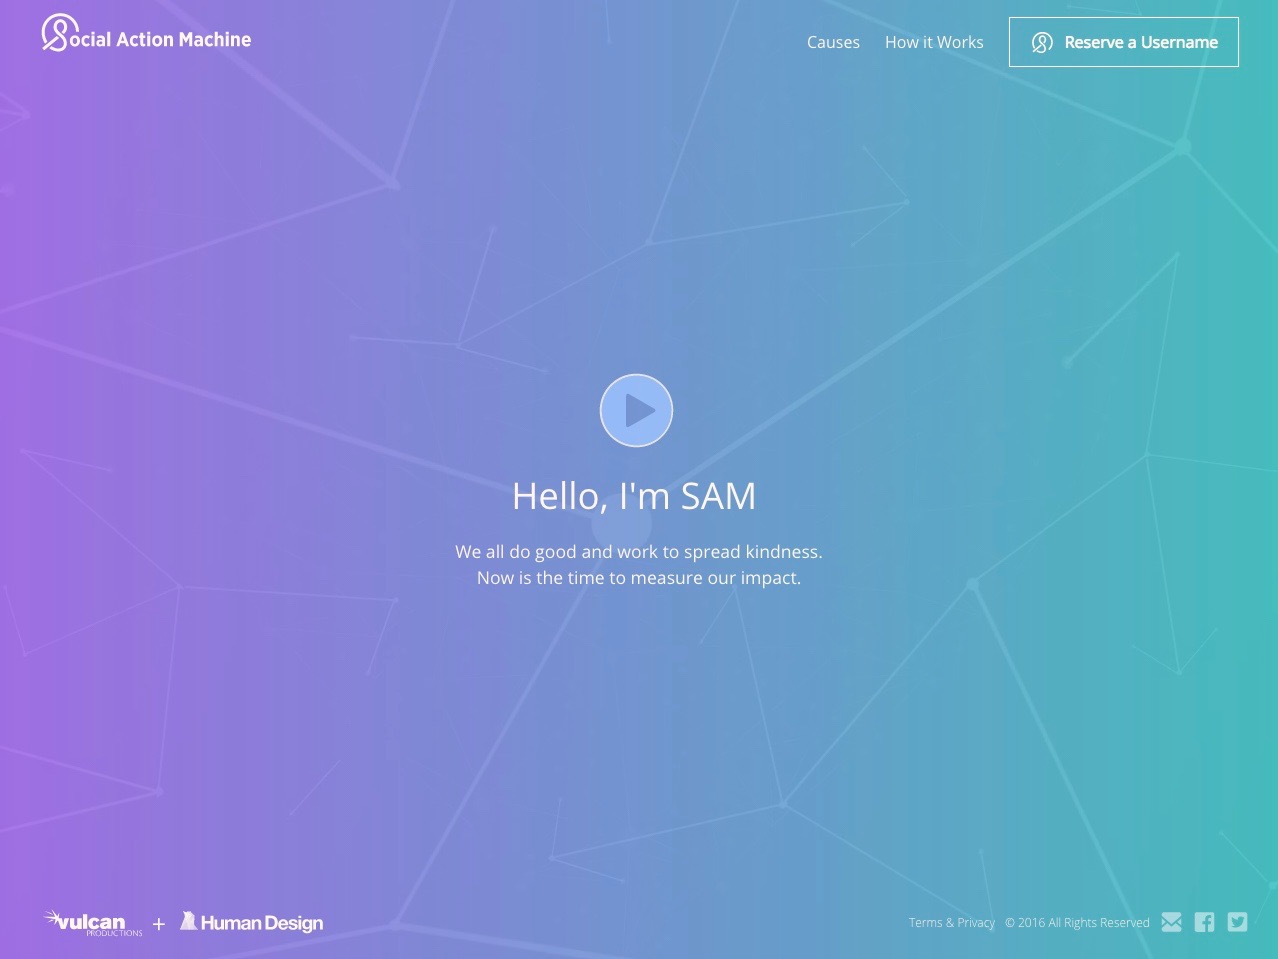 Social Action Machine
Causes
How it Works
Reserve a Username
Hello, I'm SAM
We all do good and work to spread kindness.
Now is the time to measure our impact.
vulcan
PRODUCTIONS
+
Human Design
Terms & Privacy
© 2016 All Rights Reserved